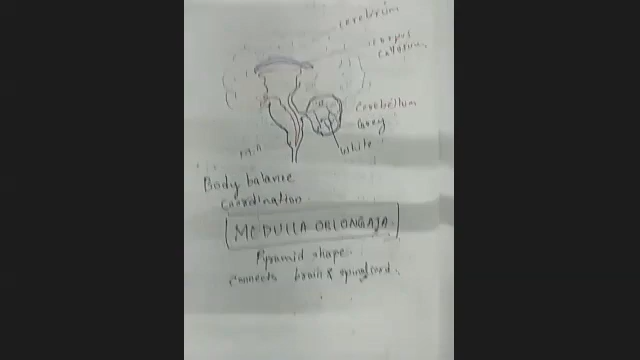 cerebrum
corpus
callosum
cerebellum
Grey
white
M.O
Body balance
coordination
MEDULLA OBLONGATA
Pyramid shape
connects brain & spinal cord.